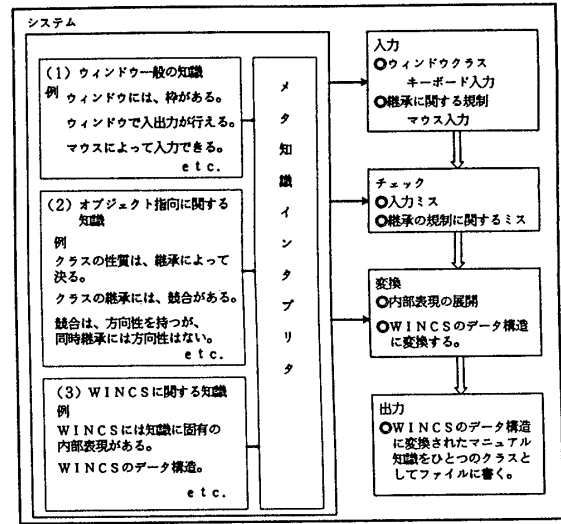 システム
(1) ウィンドウ一般の知識
例
ウィンドウには、枠がある。
ウィンドウで入出力が行える。
マウスによって入力できる。
etc.
(2) オブジェクト指向に関する
知識
例
クラスの性質は、継承によって
決る。
クラスの継承には、競合がある。
競合は、方向性を持つが、
同時継承には方向性はない。
etc.
(3) WINCSに関する知識
例
WINCSには知識に固有の
内部表現がある。
WINCSのデータ構造。
etc.
メタ知識インタプリタ
入力
◎ウィンドウクラス
キーボード入力
◎継承に関する規制
マウス入力
チェック
◎入力ミス
◎継承の規制に関するミス
変換
◎内部表現の展開
◎WINCSのデータ構造
に変換する。
出力
◎WINCSのデータ構造
に変換されたマニュアル
知識をひとつのクラスと
してファイルに書く。